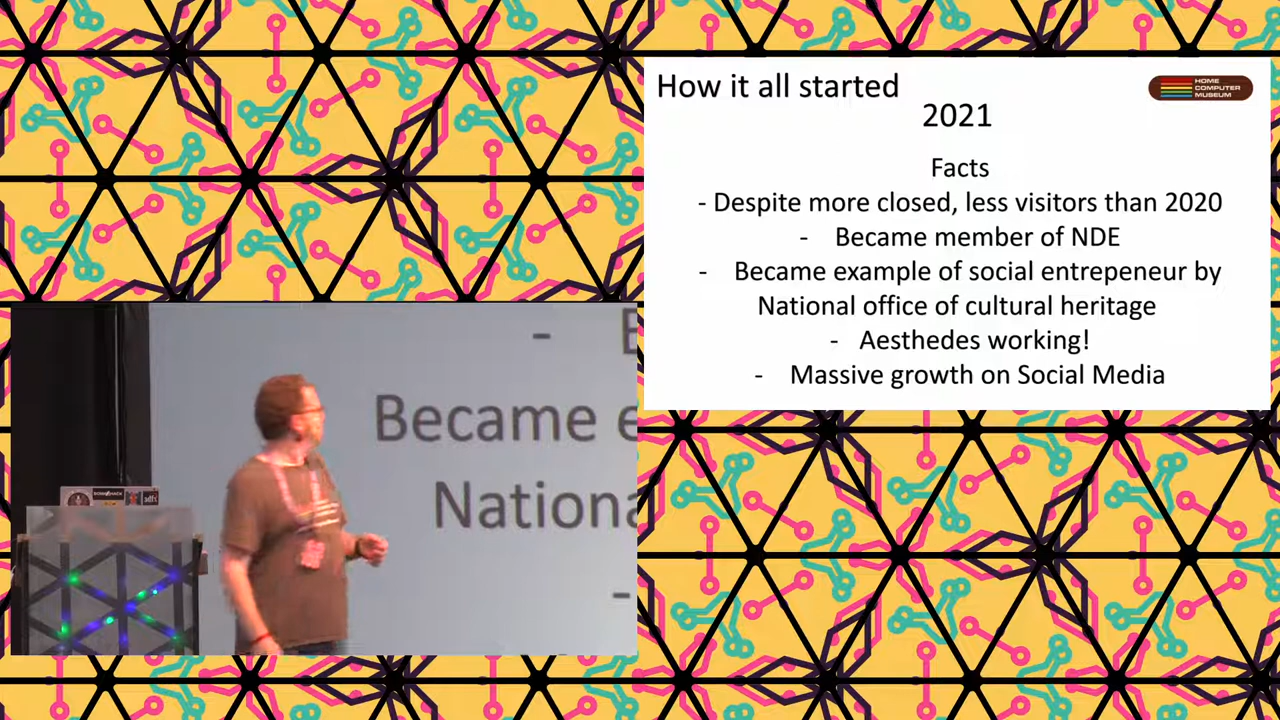 How it all started
HOME
COMPUTER
MUSEUM
2021
Facts
- Despite more closed, less visitors than 2020
- Became member of NDE
- Became example of social entrepeneur by
National office of cultural heritage
- Aesthedes working!
- Massive growth on Social Media
-
Became e
Nationa
-